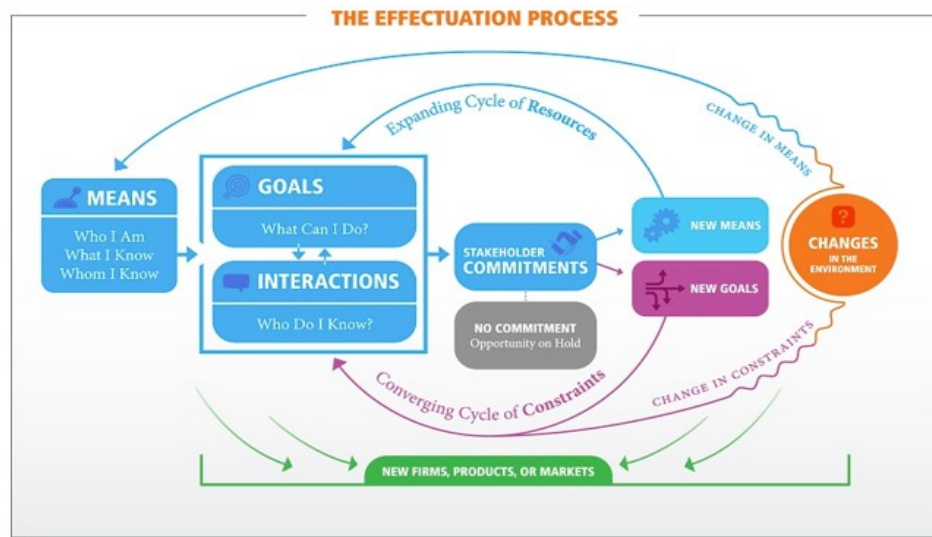 THE EFFECTUATION PROCESS
CHANGE IN MEANS
Expanding Cycle of Resources
MEANS
Who I Am
What I Know
Whom I Know
GOALS
What Can I Do?
INTERACTIONS
Who Do I Know?
STAKEHOLDER
COMMITMENTS
NO COMMITMENT
Opportunity on Hold
NEW MEANS
NEW GOALS
?
CHANGES
IN THE
ENVIRONMENT
Converging Cycle of Constraints
CHANGE IN CONSTRAINTS
NEW FIRMS, PRODUCTS, OR MARKETS